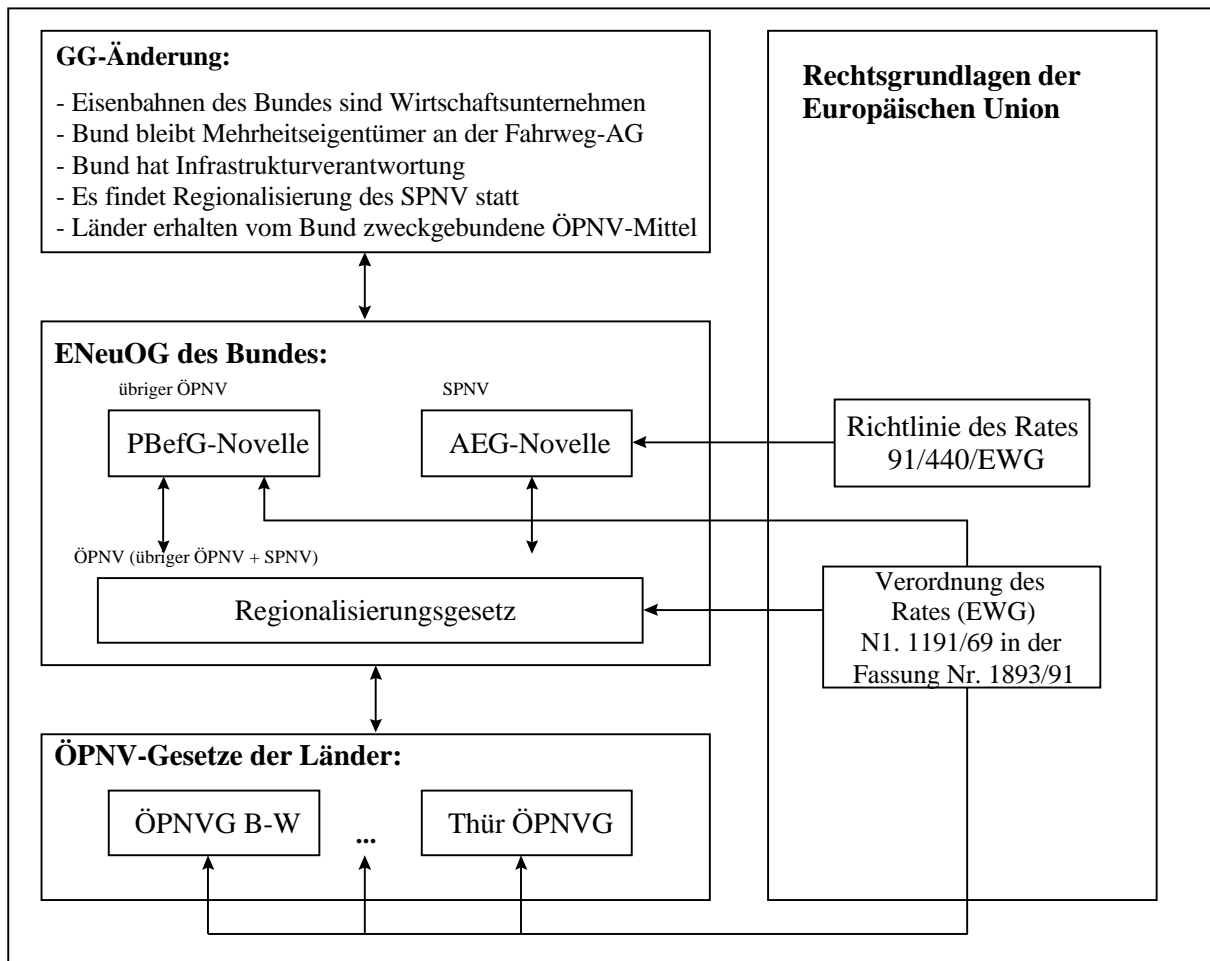 GG-Änderung:
- Eisenbahnen des Bundes sind Wirtschaftsunternehmen
- Bund bleibt Mehrheitseigentümer an der Fahrweg-AG
- Bund hat Infrastrukturverantwortung
- Es findet Regionalisierung des SPNV statt
- Länder erhalten vom Bund zweckgebundene ÖPNV-Mittel
Rechtsgrundlagen der
Europäischen Union
ENeuOG des Bundes:
übriger ÖPNV
SPNV
PBefG-Novelle
AEG-Novelle
Richtlinie des Rates
91/440/EWG
ÖPNV (übriger ÖPNV + SPNV)
Regionalisierungsgesetz
Verordnung des
Rates (EWG)
N1. 1191/69 in der
Fassung Nr. 1893/91
ÖPNV-Gesetze der Länder:
ÖPNVG B-W
...
Thür ÖPNVG